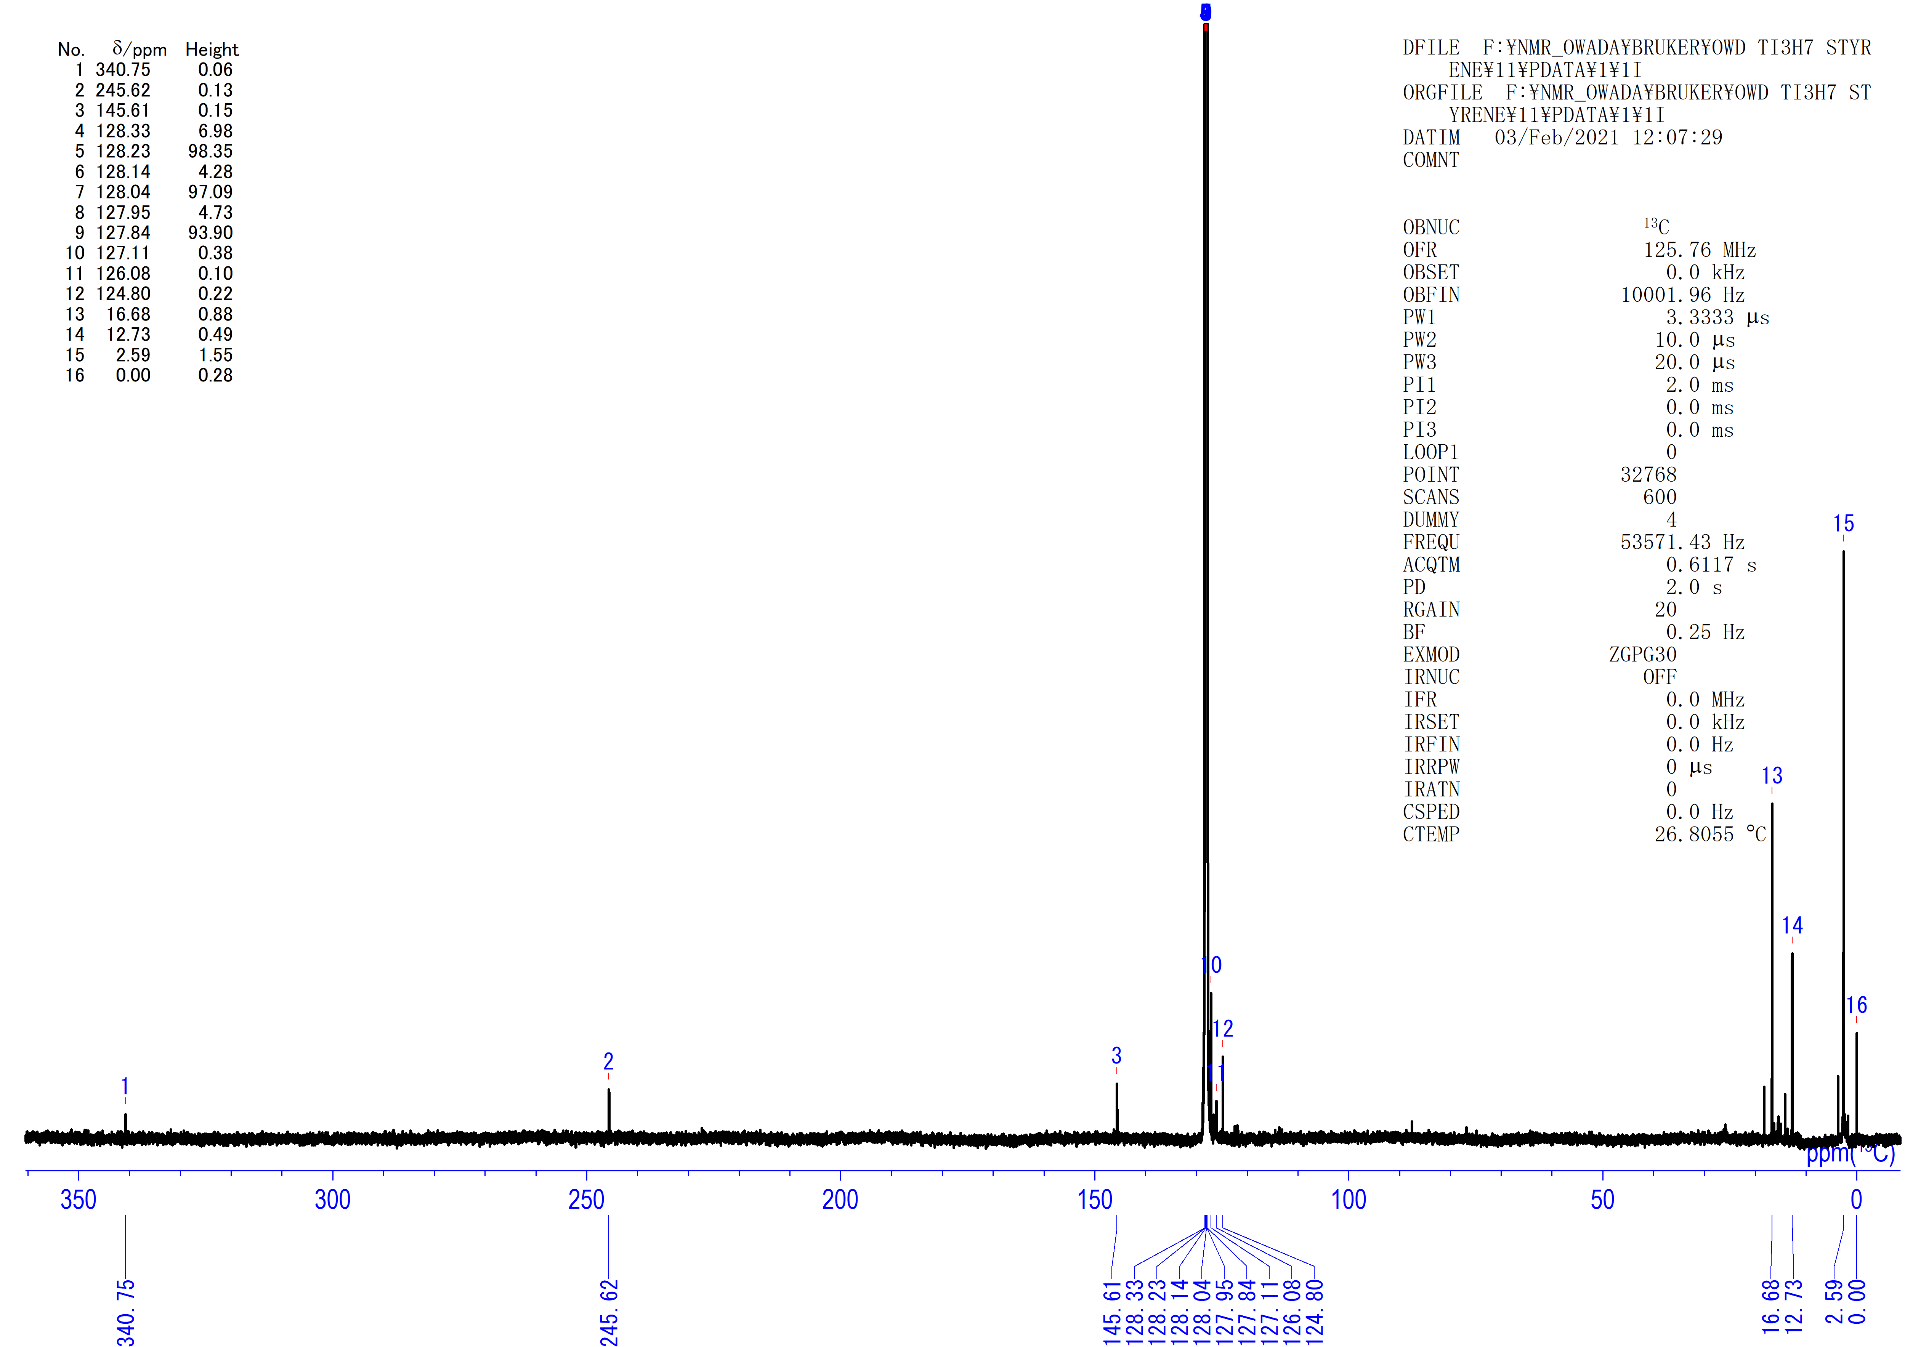 No. δ/ppm Height
1 340.75 0.06
2 245.62 0.13
3 145.61 0.15
4 128.33 6.98
5 128.23 98.35
6 128.14 4.28
7 128.04 97.09
8 127.95 4.73
9 127.84 93.90
10 127.11 0.38
11 126.08 0.10
12 124.80 0.22
13 16.68 0.88
14 12.73 0.49
15 2.59 1.55
16 0.00 0.28
DFILE F:¥NMR_OWADA¥BRUKER¥OWD TI3H7 STYR
ENE¥11¥PDATA¥1¥1I
ORGFILE F:¥NMR_OWADA¥BRUKER¥OWD TI3H7 ST
YRENE¥11¥PDATA¥1¥1I
DATIM 03/Feb/2021 12:07:29
COMNT
OBNUC 13C
OFR 125.76 MHz
OBSET 0.0 kHz
OBFIN 10001.96 Hz
PW1 3.3333 μs
PW2 10.0 μs
PW3 20.0 μs
PI1 2.0 ms
PI2 0.0 ms
PI3 0.0 ms
LOOP1 0
POINT 32768
SCANS 600
DUMMY 4
FREQU 53571.43 Hz
ACQTM 0.6117 s
PD 2.0 s
RGAIN 20
BF 0.25 Hz
EXMOD ZGPG30
IRNUC OFF
IFR 0.0 MHz
IRSET 0.0 kHz
IRFIN 0.0 Hz
IRRPW 0 μs
IRATN 0
CSPED 0.0 Hz
CTEMP 26.8055 °C
1
2
3
10
11
12
13
14
15
16
ppm(13C)
350 300 250 200 150 100 50 0
340.75
245.62
145.61
128.33
128.23
128.14
128.04
127.95
127.84
127.11
126.08
124.80
16.68
12.73
2.59
0.00